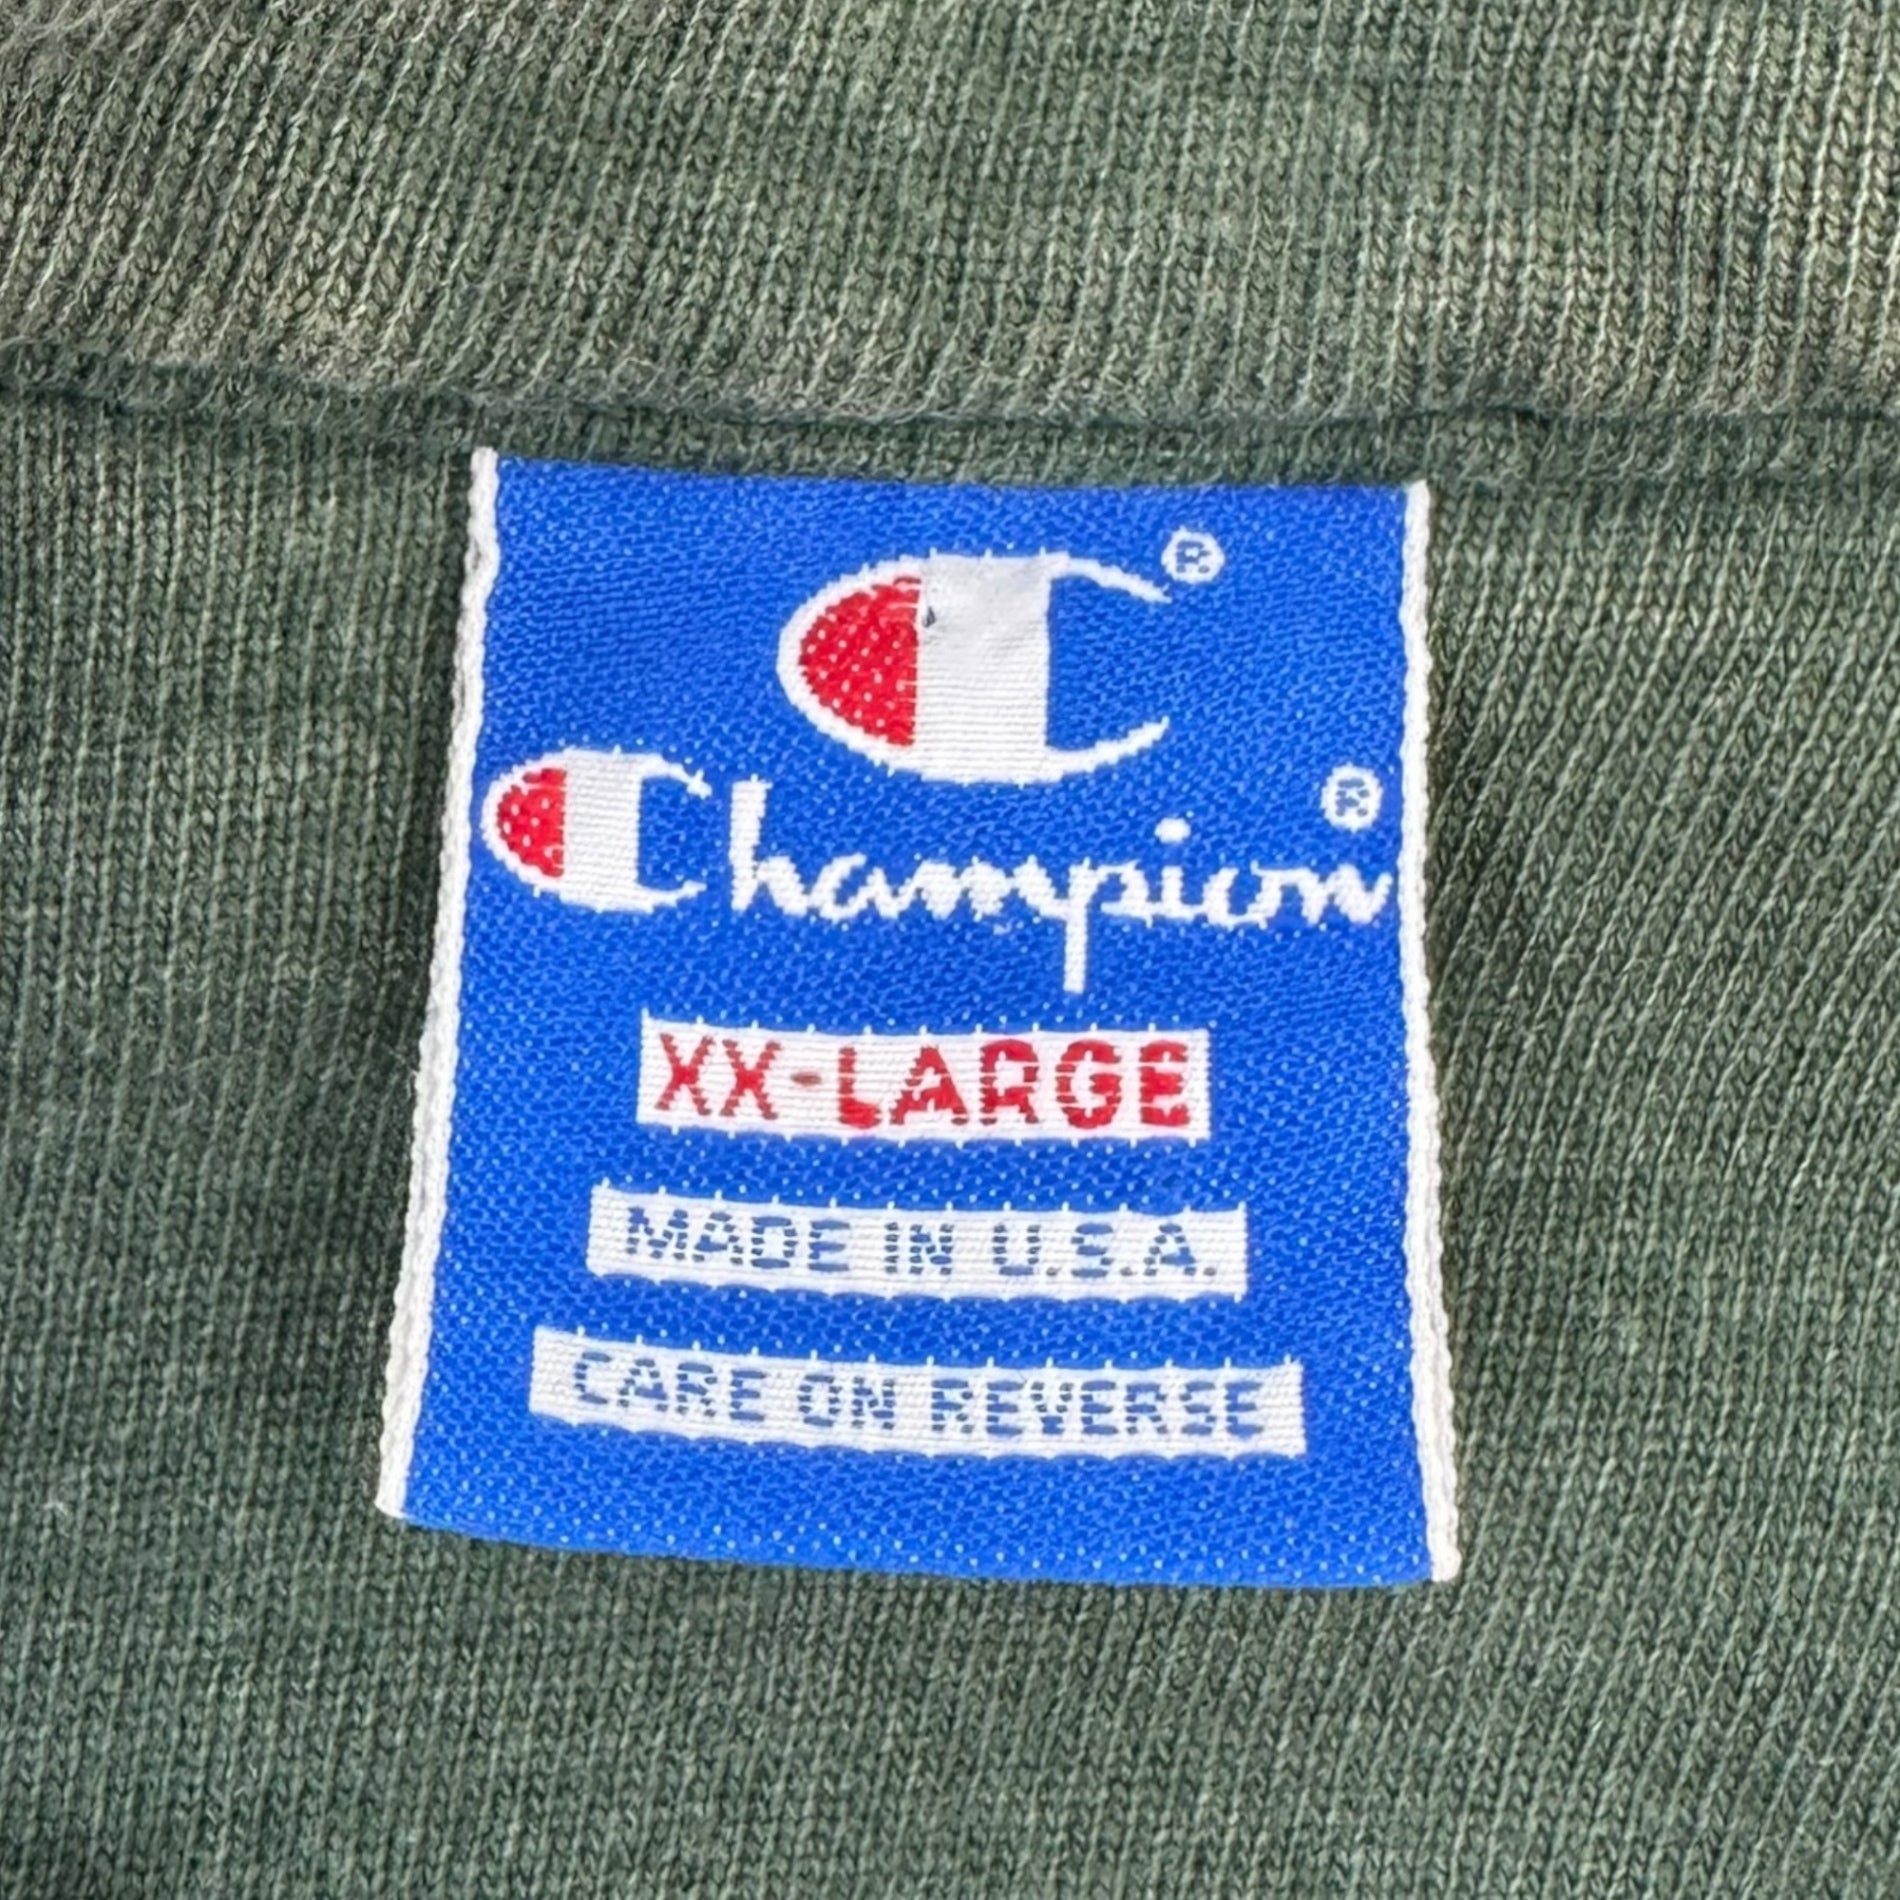 C®
Champion®
XX-LARGE
MADE IN U.S.A.
CARE ON REVERSE